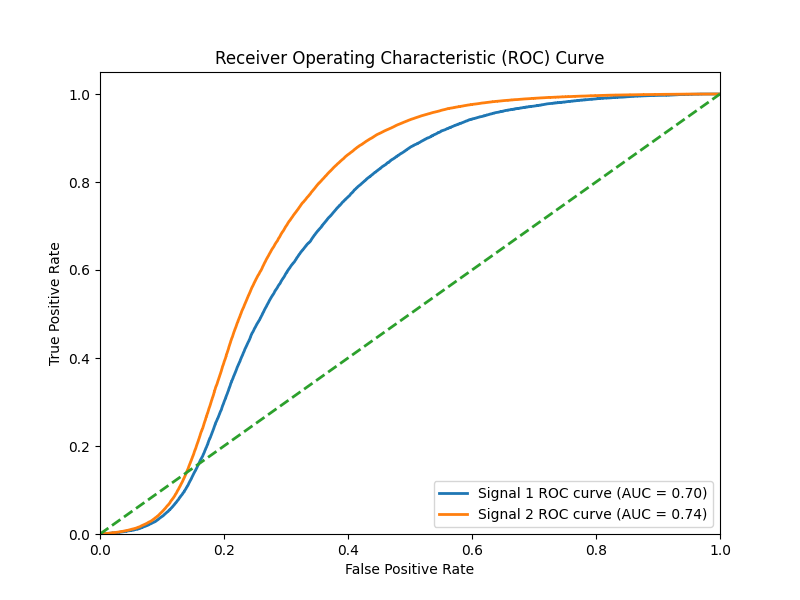 Receiver Operating Characteristic (ROC) Curve
True Positive Rate
1.0
0.8
0.6
0.4
0.2
0.0
Signal 1 ROC curve (AUC = 0.70)
Signal 2 ROC curve (AUC = 0.74)
0.0 0.2 0.4 0.6 0.8 1.0
False Positive Rate